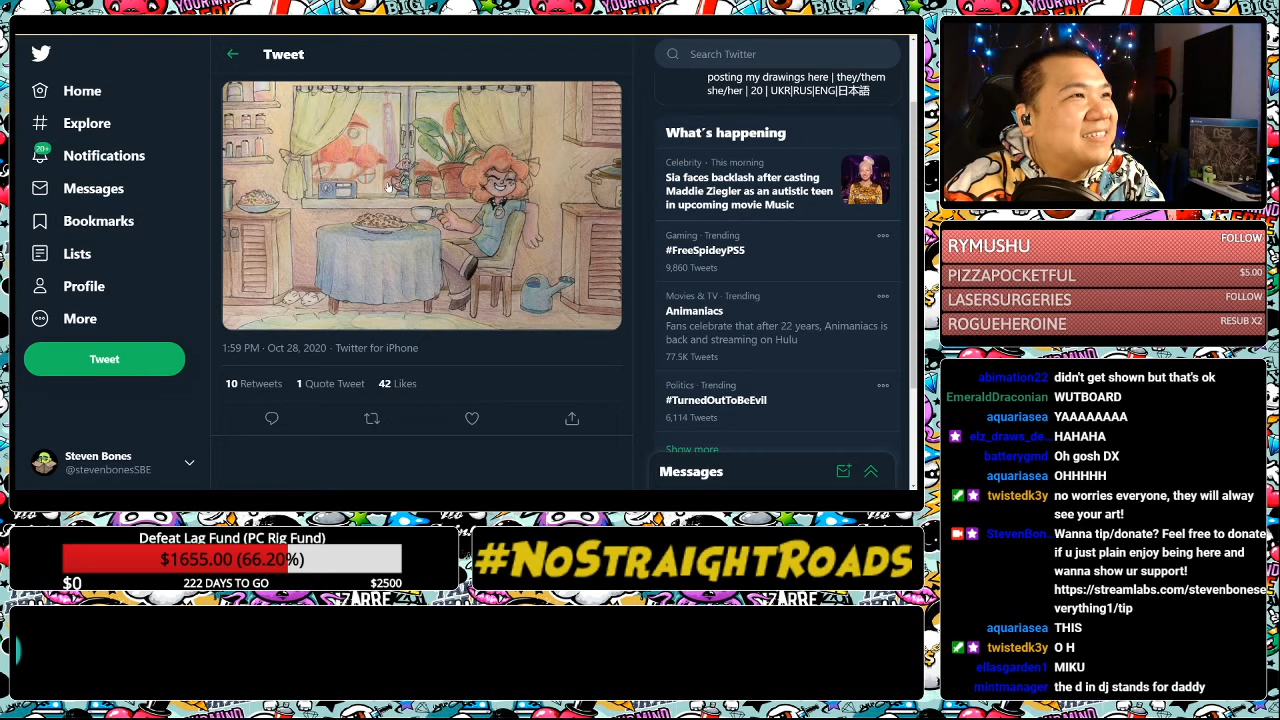 Tweet
Search Twitter
Home
Explore
20+
Notifications
Messages
Bookmarks
Lists
Profile
More
Tweet
Steven Bones
@stevenbonesSBE
1:59 PM · Oct 28, 2020 · Twitter for iPhone
10 Retweets 1 Quote Tweet 42 Likes
posting my drawings here | they/them
she/her | 20 | UKR|RUS|ENG|日本語
What's happening
Celebrity · This morning
Sia faces backlash after casting
Maddie Ziegler as an autistic teen
in upcoming movie Music
Gaming · Trending
#FreeSpideyPS5
9,860 Tweets
Movies & TV · Trending
Animaniacs
Fans celebrate that after 22 years, Animaniacs is
back and streaming on Hulu
77.5K Tweets
Politics · Trending
#TurnedOutToBeEvil
6,114 Tweets
Show more
Messages
RYMUSHU FOLLOW
PIZZAPOCKETFUL $5.00
LASERSURGERIES FOLLOW
ROGUEHEROINE RESUB X2
abimation22 didn't get shown but that's ok
EmeraldDraconian WUTBOARD
aquariasea YAAAAAAAA
elz_draws_de... HAHAHA
batterygmd Oh gosh DX
aquariasea OHHHHH
twistedk3y no worries everyone, they will alway
see your art!
StevenBon... Wanna tip/donate? Feel free to donate
if u just plain enjoy being here and
wanna show ur support!
https://streamlabs.com/stevenbonese
verything1/tip
aquariasea THIS
twistedk3y O H
ellasgarden1 MIKU
mintmanager the d in dj stands for daddy
Defeat Lag Fund (PC Rig Fund)
$1655.00 (66.20%)
$0 222 DAYS TO GO $2500
#NoStraightRoads